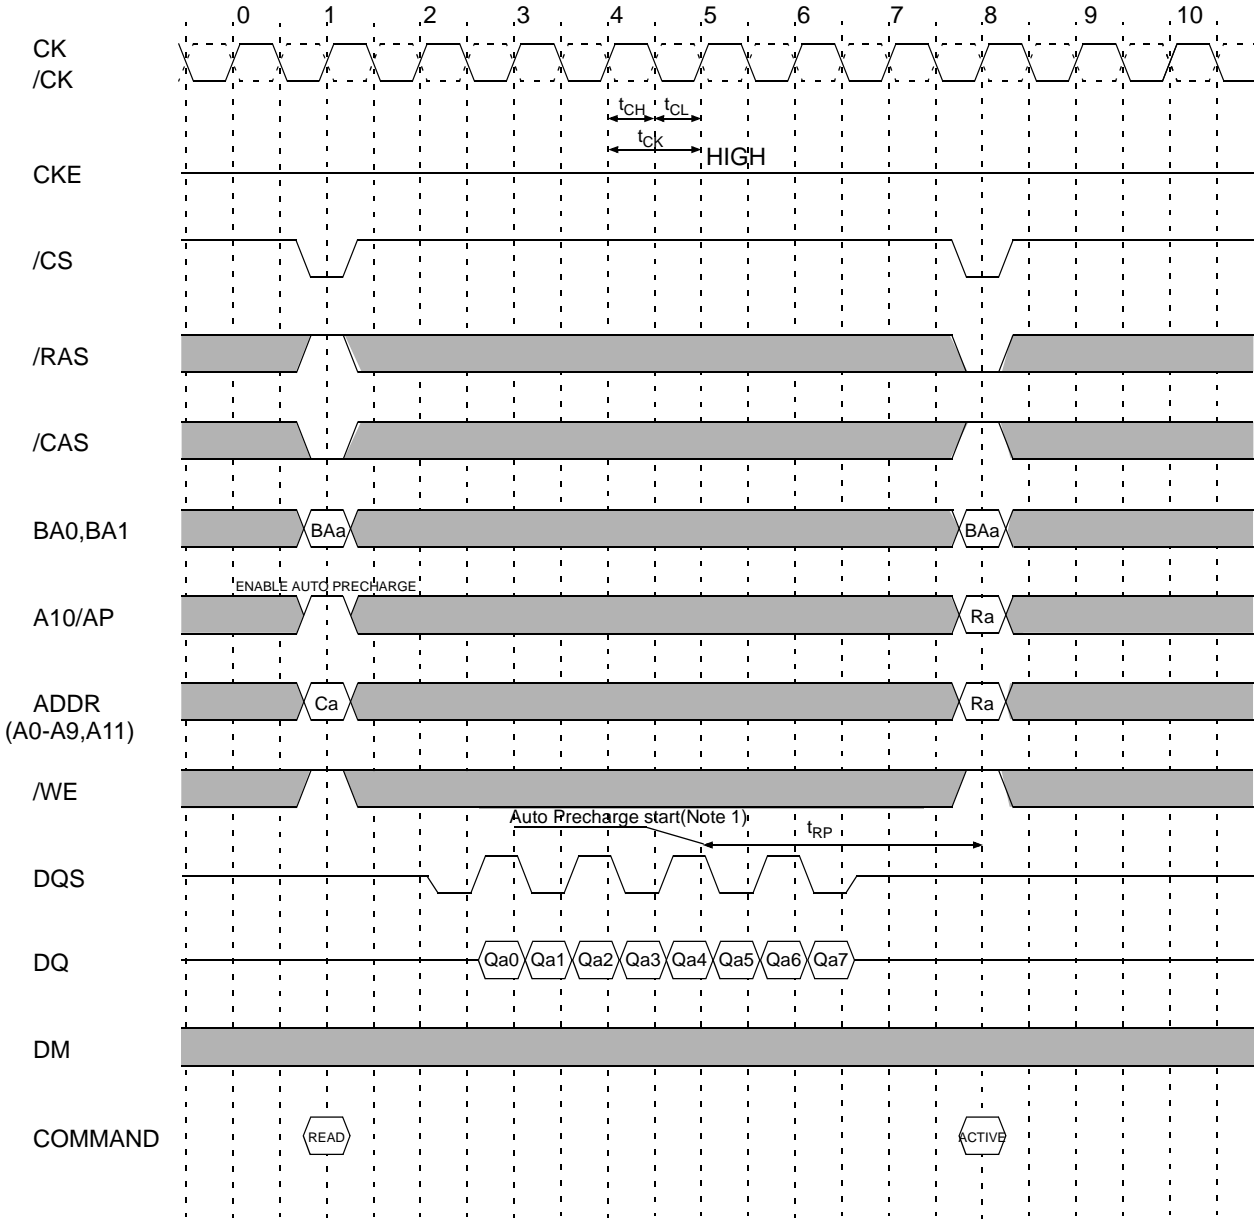 0 1 2 3 4 5 6 7 8 9 10
CK
/CK
tCH tCL
tCK
HIGH
CKE
/CS
/RAS
/CAS
BA0,BA1 BAa BAa
ENABLE AUTO PRECHARGE
A10/AP Ra
ADDR Ca Ra
(A0-A9,A11)
/WE
Auto Precharge start(Note 1)
tRP
DQS
DQ Qa0 Qa1 Qa2 Qa3 Qa4 Qa5 Qa6 Qa7
DM
COMMAND READ ACTIVE